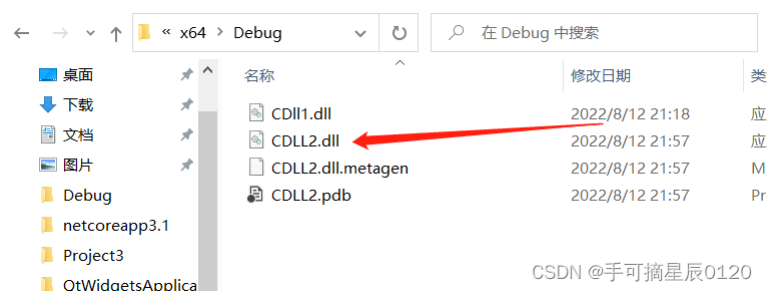 « x64 > Debug
在 Debug 中搜索
桌面
下载
文档
图片
Debug
netcoreapp3.1
Project3
QtWidgetsApplica
名称 修改日期 类
CDll1.dll 2022/8/12 21:18 应
CDLL2.dll 2022/8/12 21:57 应
CDLL2.dll.metagen 2022/8/12 21:57 M
CDLL2.pdb 2022/8/12 21:57 Pr
CSDN @手可摘星辰0120